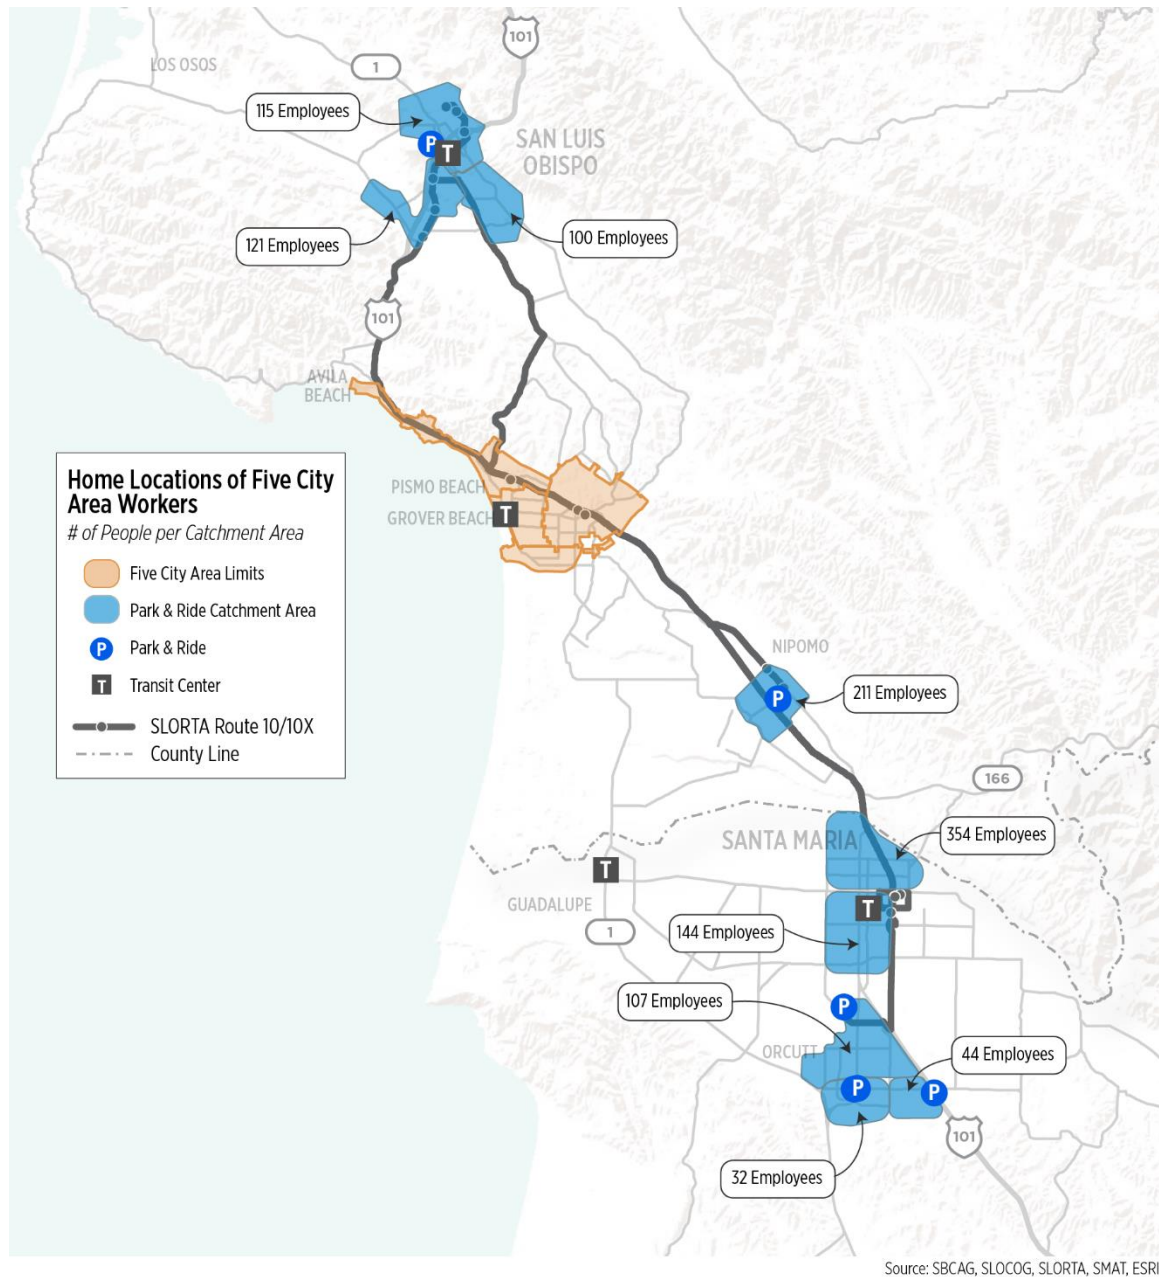 101
LOS OSOS
1
115 Employees
P
T
SAN LUIS
OBISPO
121 Employees
100 Employees
101
AVILA
BEACH
Home Locations of Five City
Area Workers
# of People per Catchment Area
Five City Area Limits
Park & Ride Catchment Area
P
Park & Ride
T
Transit Center
SLORTA Route 10/10X
County Line
PISMO BEACH
GROVER BEACH
T
NIPOMO
P
211 Employees
166
SANTA MARIA
354 Employees
T
GUADALUPE
1
T
144 Employees
107 Employees
P
ORCUTT
44 Employees
P
P
101
32 Employees
Source: SBCAG, SLOCOG, SLORTA, SMAT, ESRI